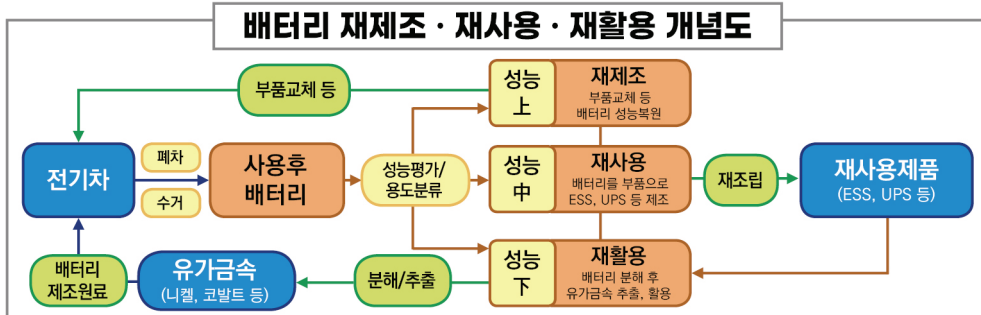 배터리 재제조 · 재사용 · 재활용 개념도
부품교체 등
성능
上
재제조
부품교체 등
배터리 성능복원
전기차
폐차
수거
사용후
배터리
성능평가/
용도분류
성능
中
재사용
배터리를 부품으로
ESS, UPS 등 제조
재조립
재사용제품
(ESS, UPS 등)
배터리
제조원료
유가금속
(니켈, 코발트 등)
분해/추출
성능
下
재활용
배터리 분해 후
유가금속 추출, 활용